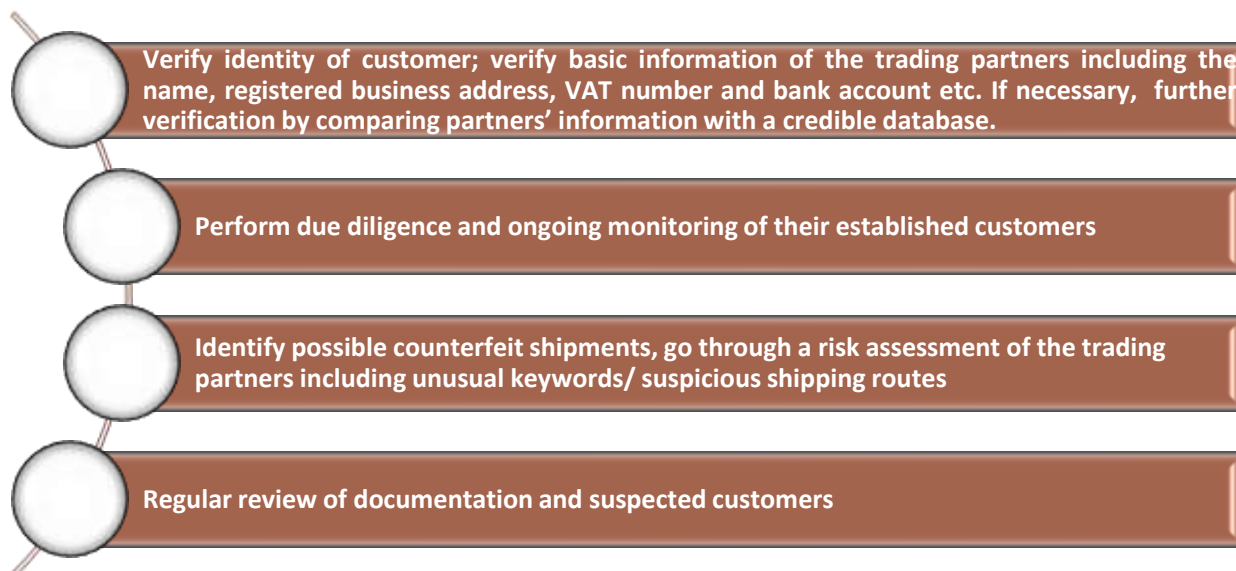 Verify identity of customer; verify basic information of the trading partners including the
name, registered business address, VAT number and bank account etc. If necessary, further
verification by comparing partners’ information with a credible database.
Perform due diligence and ongoing monitoring of their established customers
Identify possible counterfeit shipments, go through a risk assessment of the trading
partners including unusual keywords/ suspicious shipping routes
Regular review of documentation and suspected customers